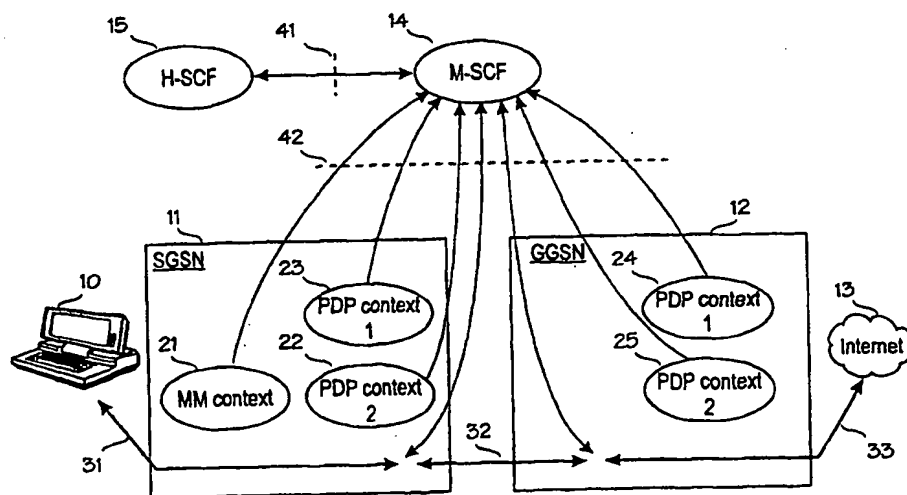 15
41
14
H-SCF
M-SCF
42
11
12
SGSN
GGSN
10
23
24
13
PDP context
1
PDP context
1
Internet
21
22
25
MM context
PDP context
2
PDP context
2
31
32
33